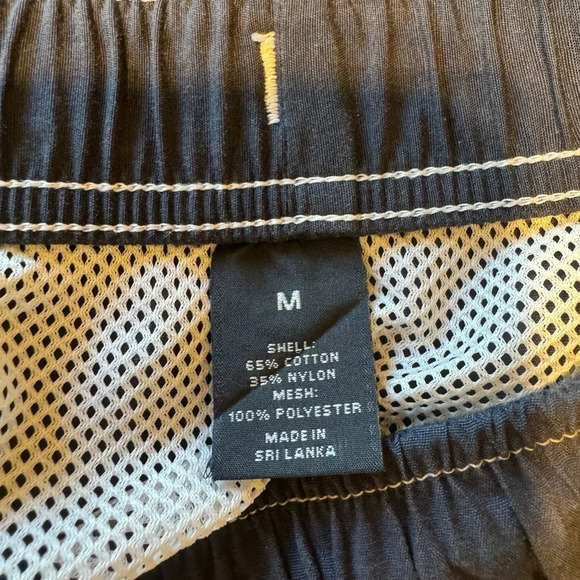 M
SHELL:
65% COTTON
35% NYLON
MESH:
100% POLYESTER
MADE IN
SRI LANKA